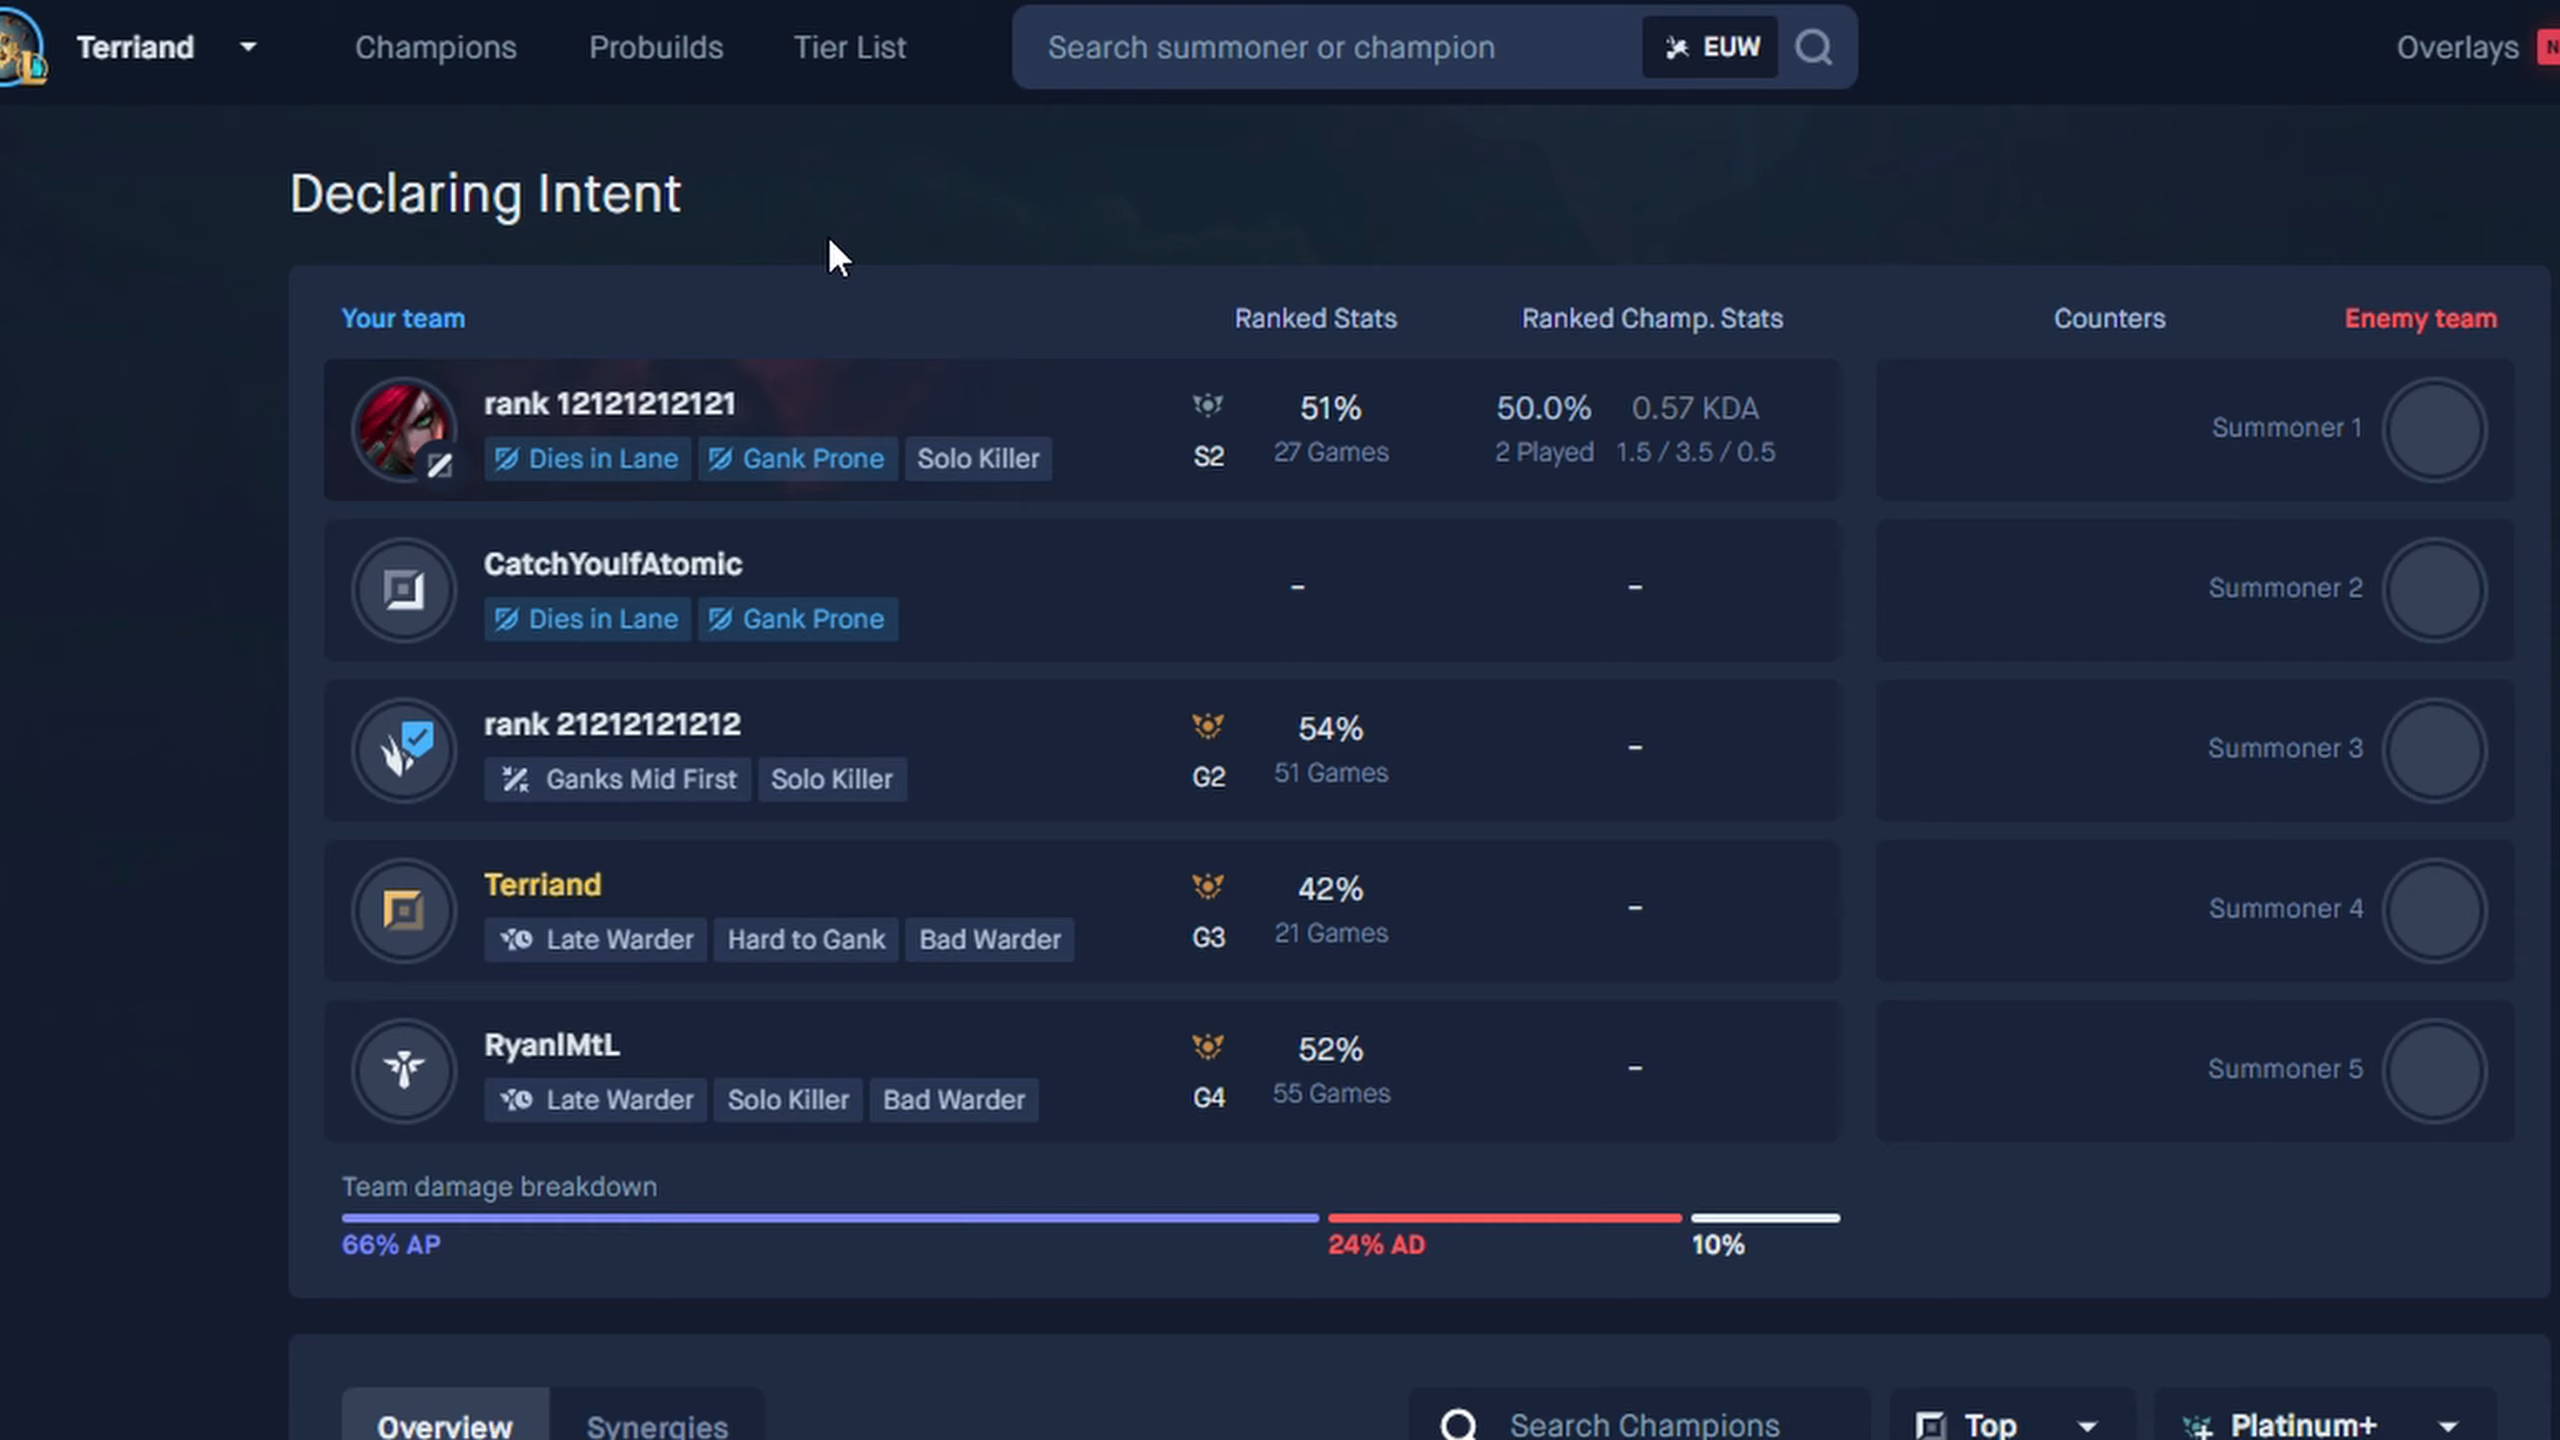 Terriand
Champions
Probuilds
Tier List
Search summoner or champion
EUW
Overlays
N
Declaring Intent
Your team
Ranked Stats
Ranked Champ. Stats
Counters
Enemy team
rank 12121212121
Dies in Lane
Gank Prone
Solo Killer
S2
51%
27 Games
50.0%
2 Played
0.57 KDA
1.5 / 3.5 / 0.5
Summoner 1
CatchYouIfAtomic
Dies in Lane
Gank Prone
-
-
Summoner 2
rank 21212121212
Ganks Mid First
Solo Killer
G2
54%
51 Games
-
Summoner 3
Terriand
Late Warder
Hard to Gank
Bad Warder
G3
42%
21 Games
-
Summoner 4
RyanIMtL
Late Warder
Solo Killer
Bad Warder
G4
52%
55 Games
-
Summoner 5
Team damage breakdown
66% AP
24% AD
10%
Overview
Synergies
Search Champions
Top
Platinum+